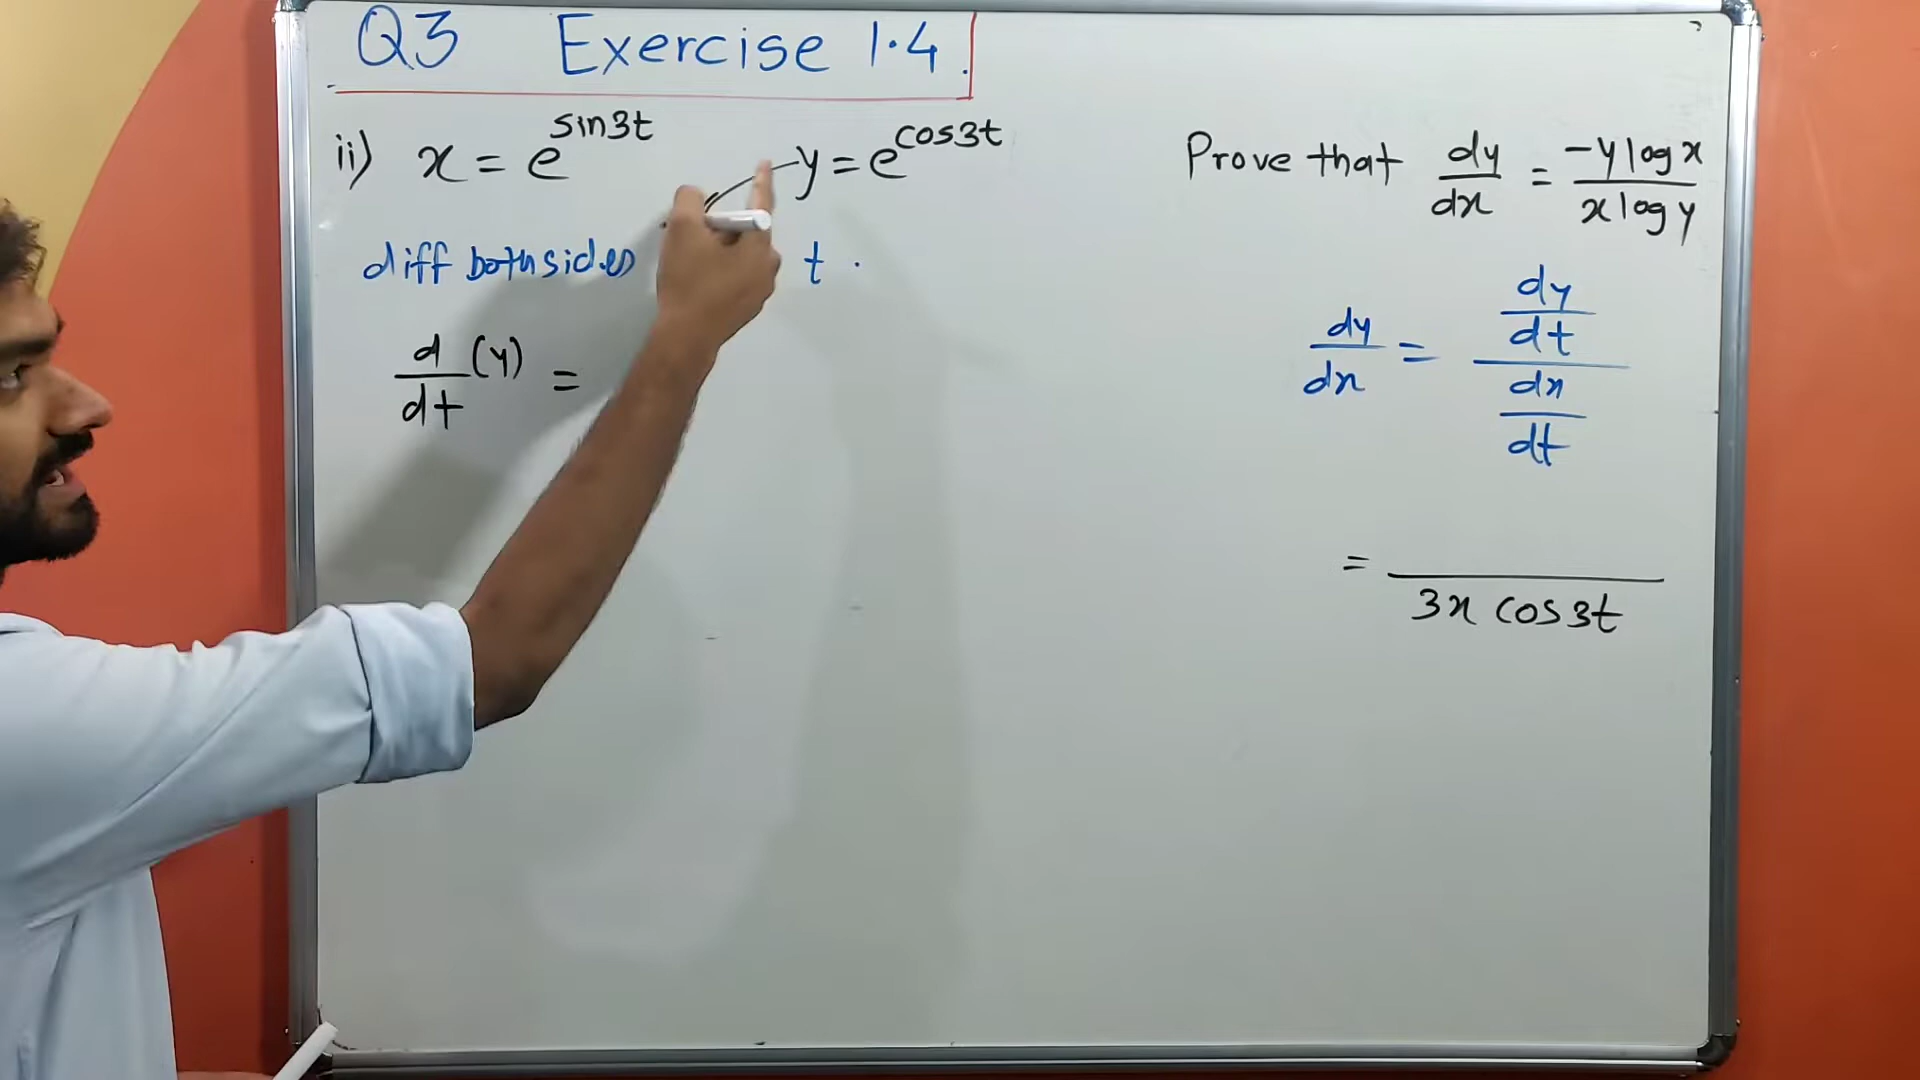 Q3 Exercise 1.4.
ii) x = e^sin3t y = e^cos3t
Prove that dy/dx = -y log x / x log y
diff both sides t.
d/dt (y) =
dy/dx = dy/dt / dx/dt
= / 3x cos3t